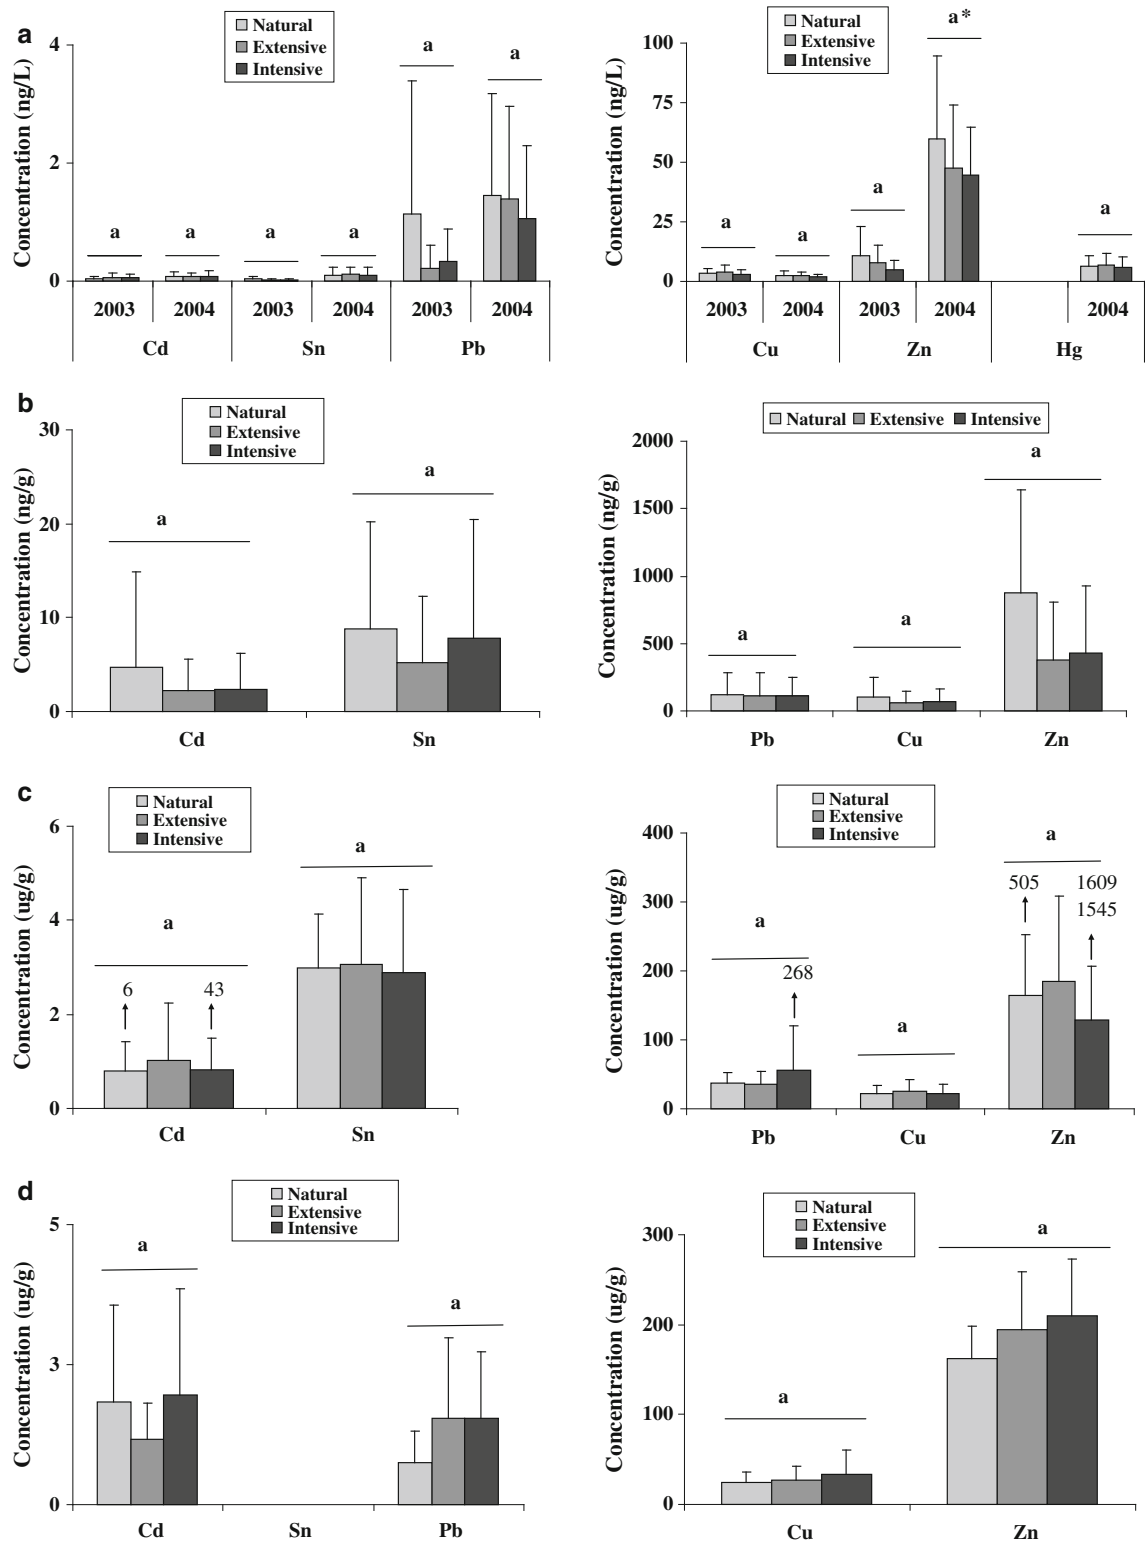 a
Natural
Extensive
Intensive
Concentration (ng/L)
4
2
0
a a a a a a
2003 2004 2003 2004 2003 2004
Cd Sn Pb
Natural
Extensive
Intensive
Concentration (ng/L)
100
75
50
25
0
a a a a* a
2003 2004 2003 2004 2004
Cu Zn Hg
b
Natural
Extensive
Intensive
Concentration (ng/g)
30
20
10
0
a a
Cd Sn
Natural Extensive Intensive
Concentration (ng/g)
2000
1500
1000
500
0
a a a
Pb Cu Zn
c
Natural
Extensive
Intensive
Concentration (ug/g)
6
4
2
0
a a
6 43
Cd Sn
Natural
Extensive
Intensive
Concentration (ug/g)
400
300
200
100
0
a a a
268
505 1609
1545
Pb Cu Zn
d
Natural
Extensive
Intensive
Concentration (ug/g)
5
3
0
a a
Cd Sn Pb
Natural
Extensive
Intensive
Concentration (ug/g)
300
200
100
0
a a
Cu Zn